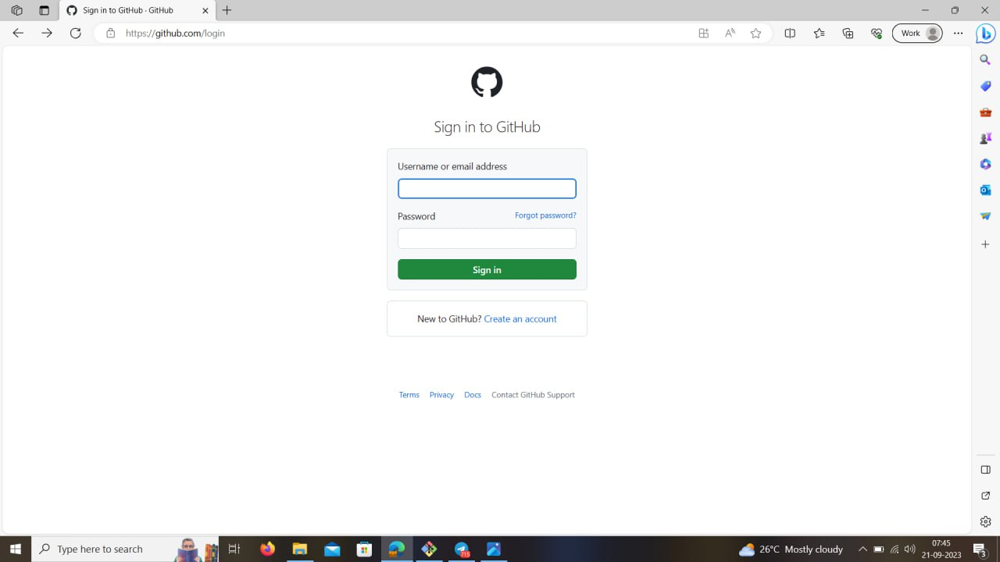 Sign in to GitHub · GitHub
https://github.com/login
Work
Sign in to GitHub
Username or email address
Password Forgot password?
Sign in
New to GitHub? Create an account
Terms Privacy Docs Contact GitHub Support
Type here to search
715
26°C Mostly cloudy
07:45
21-09-2023
3